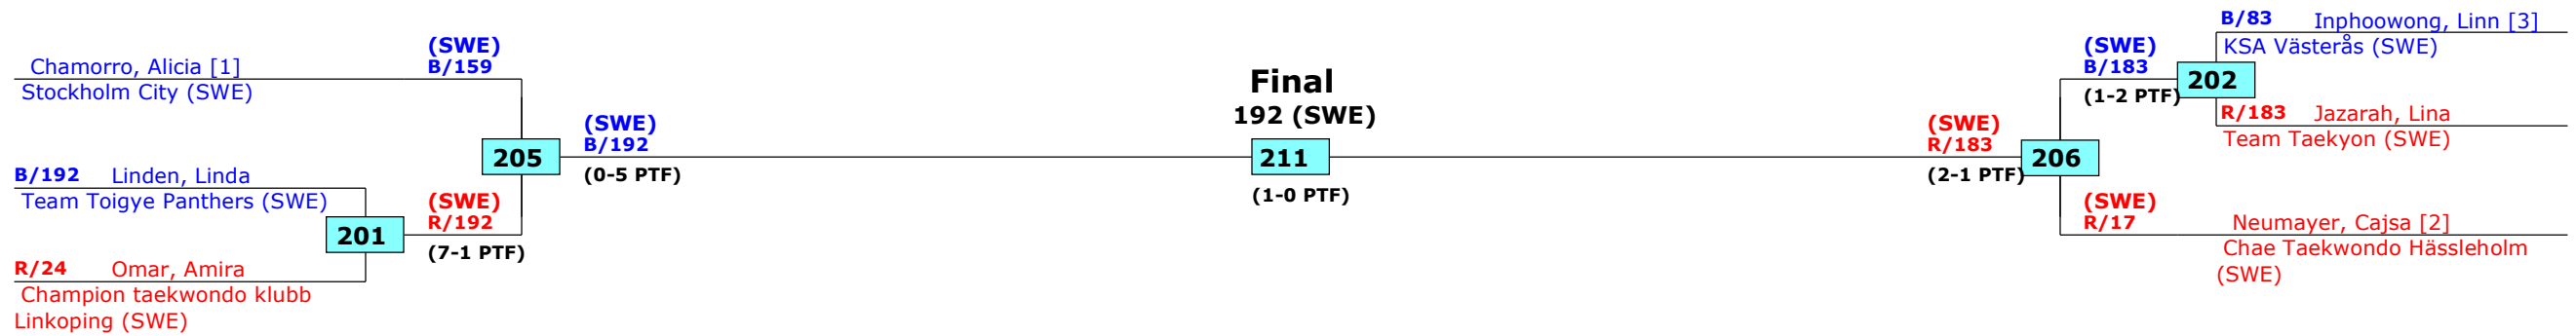 (SWE)
B/159
Chamorro, Alicia [1]
Stockholm City (SWE)
B/192 Linden, Linda
Team Toigye Panthers (SWE)
201
R/24 Omar, Amira
Champion taekwondo klubb
Linkoping (SWE)
(SWE)
R/192
(7-1 PTF)
205
(SWE)
B/192
(0-5 PTF)
Final
192 (SWE)
211
(1-0 PTF)
(SWE)
R/183
(2-1 PTF)
206
(SWE)
B/183
(1-2 PTF)
202
B/83 Inphoowong, Linn [3]
KSA Västerås (SWE)
R/183 Jazarah, Lina
Team Taekyon (SWE)
(SWE)
R/17
Neumayer, Cajsa [2]
Chae Taekwondo Hässleholm
(SWE)